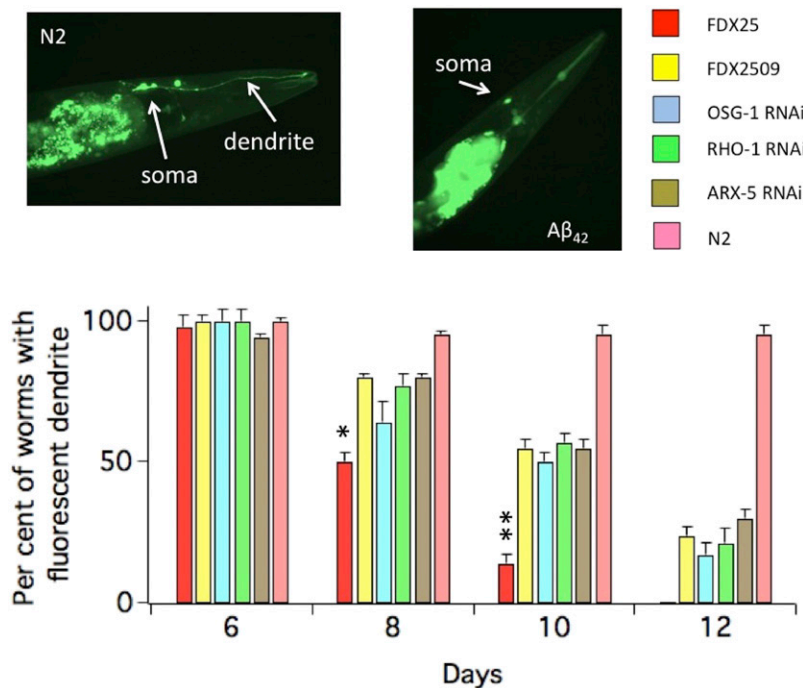 N2
soma
dendrite
soma
Aβ₄₂
FDX25
FDX2509
OSG-1 RNAi
RHO-1 RNAi
ARX-5 RNAi
N2
Per cent of worms with
fluorescent dendrite
100
50
0
*
**
6
8
10
12
Days